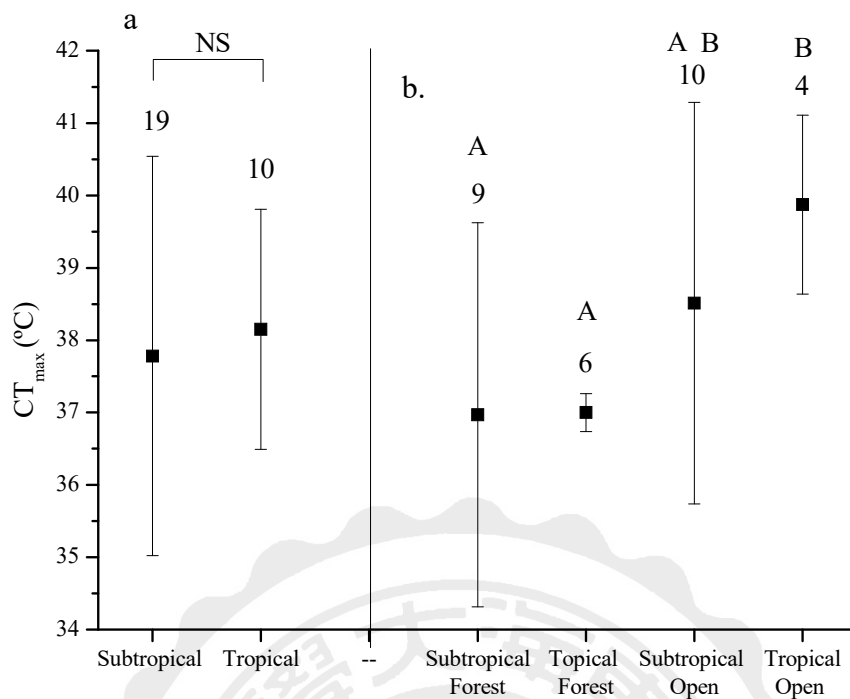 a
NS
19
10
b.
A
9
A
6
A B
10
B
4
CTmax (ºC)
42
41
40
39
38
37
36
35
34
Subtropical
Tropical
--
Subtropical
Forest
Topical
Forest
Subtropical
Open
Tropical
Open